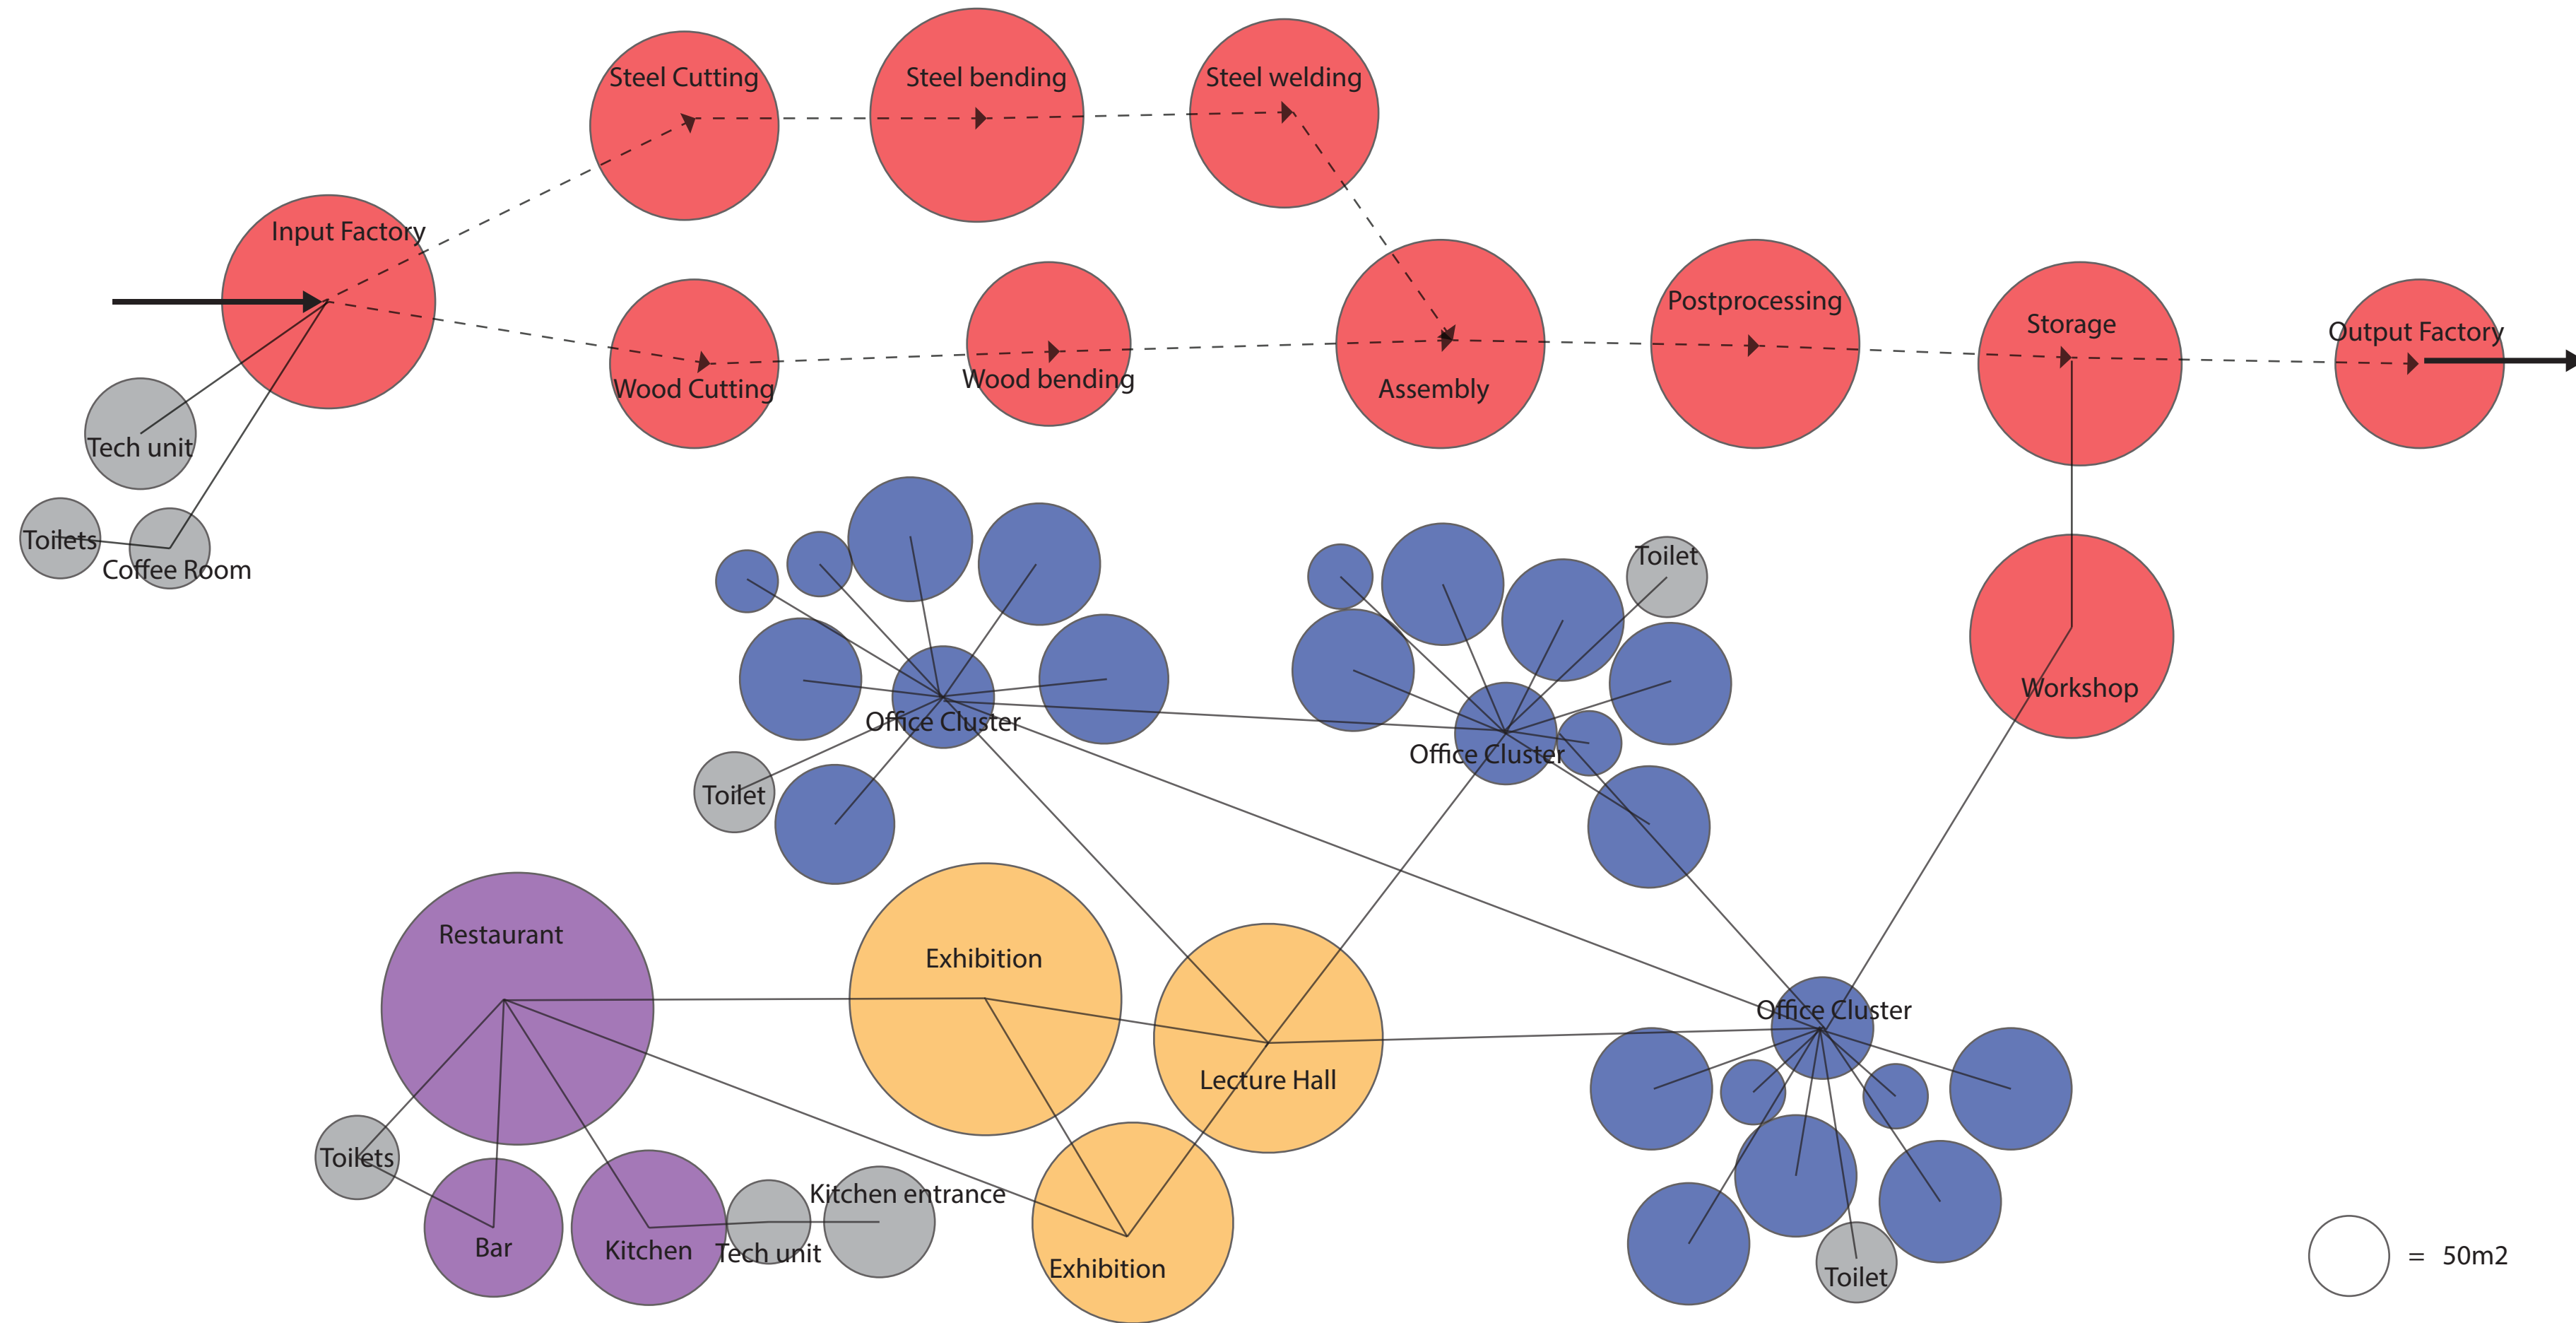 Steel Cutting
Steel bending
Steel welding
Input Factory
Postprocessing
Storage
Output Factory
Wood Cutting
Wood bending
Assembly
Tech unit
Toilets
Coffee Room
Toilet
Office Cluster
Office Cluster
Workshop
Toilet
Restaurant
Exhibition
Office Cluster
Lecture Hall
Toilets
Kitchen entrance
Bar
Kitchen
Tech unit
Exhibition
Toilet
= 50m2